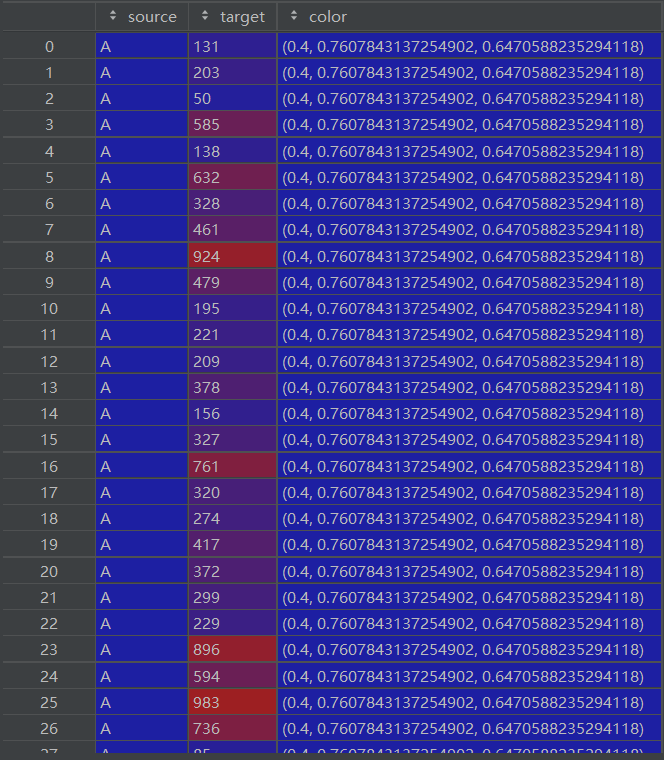 source target color
0 A 131 (0.4, 0.7607843137254902, 0.6470588235294118)
1 A 203 (0.4, 0.7607843137254902, 0.6470588235294118)
2 A 50 (0.4, 0.7607843137254902, 0.6470588235294118)
3 A 585 (0.4, 0.7607843137254902, 0.6470588235294118)
4 A 138 (0.4, 0.7607843137254902, 0.6470588235294118)
5 A 632 (0.4, 0.7607843137254902, 0.6470588235294118)
6 A 328 (0.4, 0.7607843137254902, 0.6470588235294118)
7 A 461 (0.4, 0.7607843137254902, 0.6470588235294118)
8 A 924 (0.4, 0.7607843137254902, 0.6470588235294118)
9 A 479 (0.4, 0.7607843137254902, 0.6470588235294118)
10 A 195 (0.4, 0.7607843137254902, 0.6470588235294118)
11 A 221 (0.4, 0.7607843137254902, 0.6470588235294118)
12 A 209 (0.4, 0.7607843137254902, 0.6470588235294118)
13 A 378 (0.4, 0.7607843137254902, 0.6470588235294118)
14 A 156 (0.4, 0.7607843137254902, 0.6470588235294118)
15 A 327 (0.4, 0.7607843137254902, 0.6470588235294118)
16 A 761 (0.4, 0.7607843137254902, 0.6470588235294118)
17 A 320 (0.4, 0.7607843137254902, 0.6470588235294118)
18 A 274 (0.4, 0.7607843137254902, 0.6470588235294118)
19 A 417 (0.4, 0.7607843137254902, 0.6470588235294118)
20 A 372 (0.4, 0.7607843137254902, 0.6470588235294118)
21 A 299 (0.4, 0.7607843137254902, 0.6470588235294118)
22 A 229 (0.4, 0.7607843137254902, 0.6470588235294118)
23 A 896 (0.4, 0.7607843137254902, 0.6470588235294118)
24 A 594 (0.4, 0.7607843137254902, 0.6470588235294118)
25 A 983 (0.4, 0.7607843137254902, 0.6470588235294118)
26 A 736 (0.4, 0.7607843137254902, 0.6470588235294118)
27 A 85 (0.4, 0.7607843137254902, 0.6470588235294118)